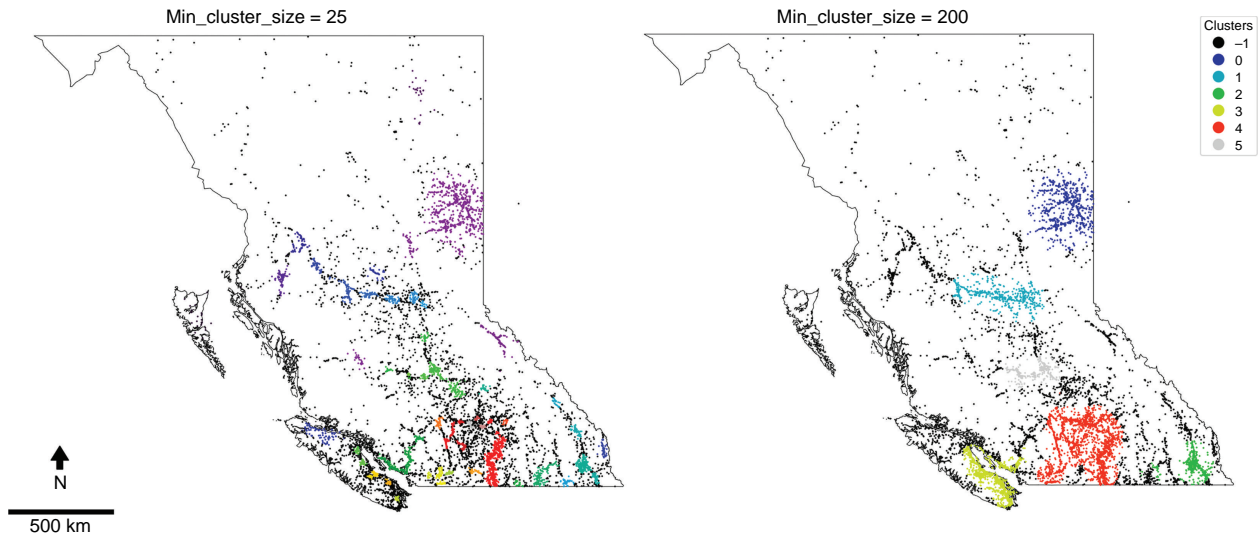 Min_cluster_size = 25
Min_cluster_size = 200
Clusters
–1
0
1
2
3
4
5
N
500 km